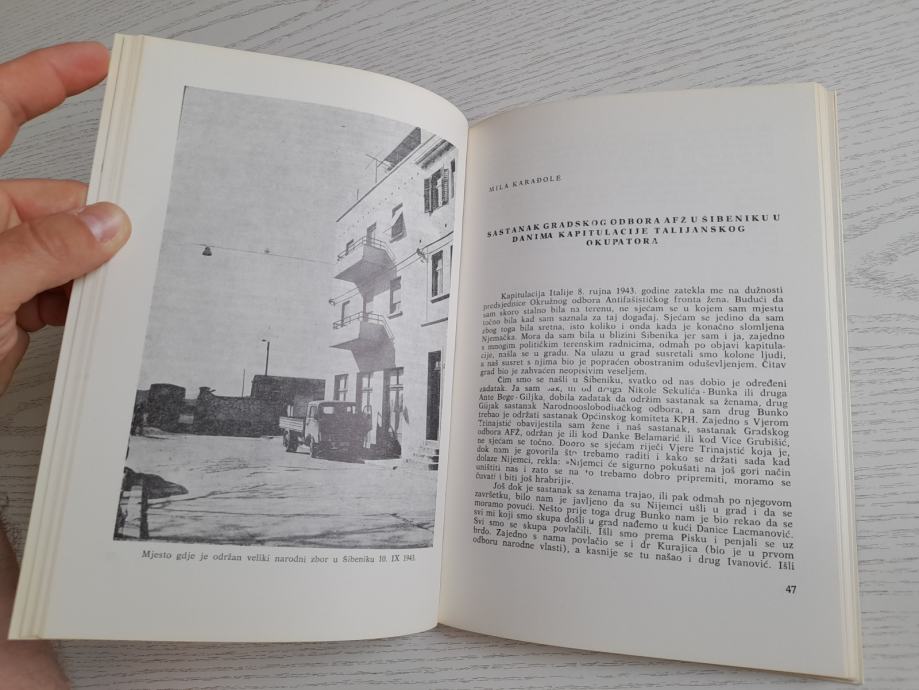 Mjesto gdje je održan veliki narodni zbor u Šibeniku 10. IX 1943.
MILA KARAĐOLE
SASTANAK GRADSKOG ODBORA AFŽ U ŠIBENIKU U
DANIMA KAPITULACIJE TALIJANSKOG
OKUPATORA
Kapitulacija Italije 8. rujna 1943. godine zatekla me na dužnosti
predsjednice Okružnog odbora Antifašističkog fronta žena. Budući da
sam skoro stalno bila na terenu, ne sjećam se u kojem sam mjestu
točno bila kad sam saznala za taj događaj. Sjećam se jedino da sam
zbog toga bila sretna, isto koliko i onda kada je konačno slomljena
Njemačka. Mora da sam bila u blizini Šibenika jer sam i ja, zajedno
s mnogim političkim terenskim radnicima, odmah po objavi kapitula-
cije, našla se u gradu. Na ulazu u grad susretali smo kolone ljudi,
a naš susret s njima bio je popraćen obostranim oduševljenjem. Čitav
grad bio je zahvaćen neopisivim veseljem.
Čim smo se našli u Šibeniku, svatko od nas dobio je određeni
zadatak. Ja sam od druga Nikole Sekulića-Bunka ili druga
Ante Bege-Giljka, dobila zadatak da održim sastanak sa ženama, drug
Giljak sastanak Narodnooslobodilačkog odbora, a sam drug Bunko
trebao je održati sastanak Općinskog komiteta KPH. Zajedno s Vjerom
Trinajstić obavijestila sam žene i naš sastanak, sastanak Gradskog
odbora AFŽ, održan je ili kod Danke Belamarić ili kod Vice Grubišić,
ne sjećam se točno. Dooro se sjećam riječi Vjere Trinajstić koja je,
dok nam je govorila što trebamo raditi i kako se držati sada kad
dolaze Nijemci, rekla: »Nijemci će sigurno pokušati na još gori način
uništiti nas i zato se na to trebamo dobro pripremiti, moramo se
čuvati i biti još hrabriji«.
Još dok je sastanak sa ženama trajao, ili pak odmah po njegovom
završetku, bilo nam je javljeno da su Nijemci ušli u grad i da se
moramo povući. Nešto prije toga drug Bunko nam je bio rekao da se
svi mi koji smo skupa došli u grad nađemo u kući Danice Lacmanović.
Svi smo se skupa povlačili. Išli smo prema Pisku i penjali se uz
brdo. Zajedno s nama povlačio se i dr Kurajica (bio je u prvom
odboru narodne vlasti), a kasnije se tu našao i drug Ivanović. Išli
47